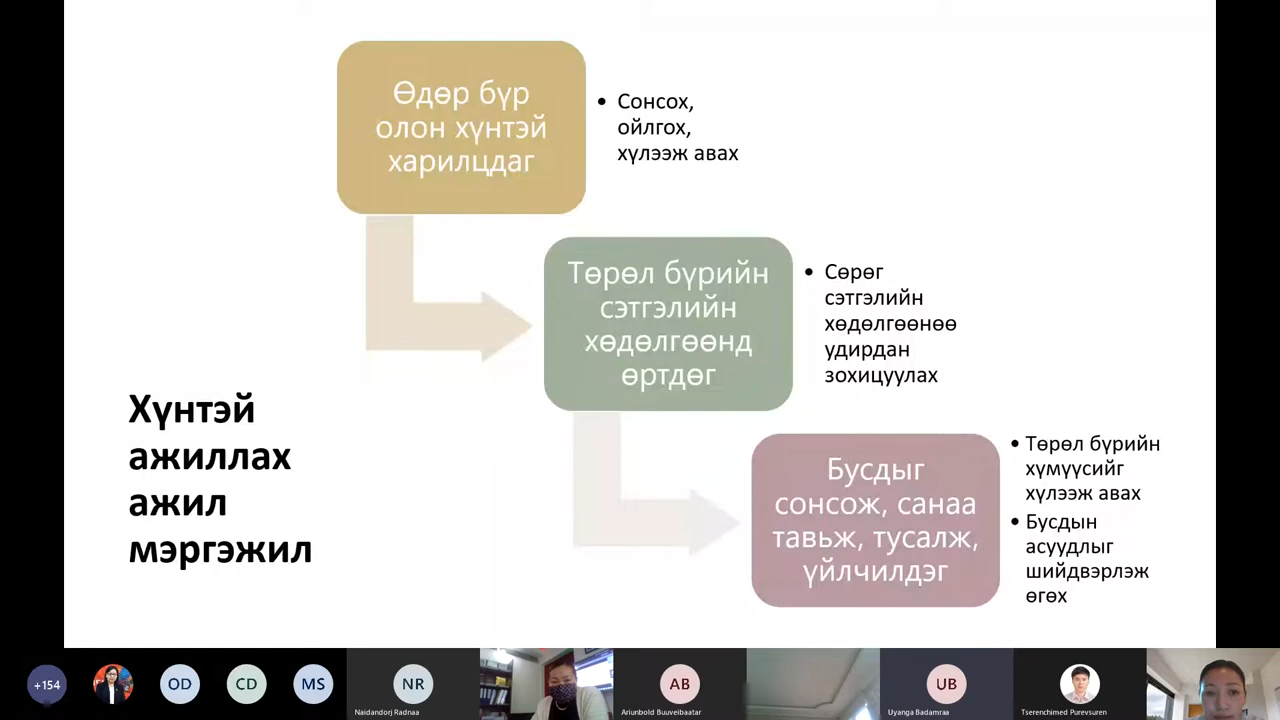 Өдөр бүр
олон хүнтэй
харилцдаг
• Сонсох,
ойлгох,
хүлээж авах
Төрөл бүрийн
сэтгэлийн
хөдөлгөөнд
өртдөг
• Сөрөг
сэтгэлийн
хөдөлгөөнөө
удирдан
зохицуулах
Хүнтэй
ажиллах
ажил
мэргэжил
Бусдыг
сонсож, санаа
тавьж, тусалж,
үйлчилдэг
• Төрөл бүрийн
хүмүүсийг
хүлээж авах
• Бусдын
асуудлыг
шийдвэрлэж
өгөх
+154
OD
CD
MS
NR
Naidandorj Radnaa
AB
Ariunbold Buuveibaatar
UB
Uyanga Badamraa
Tserenchimed Purevsuren